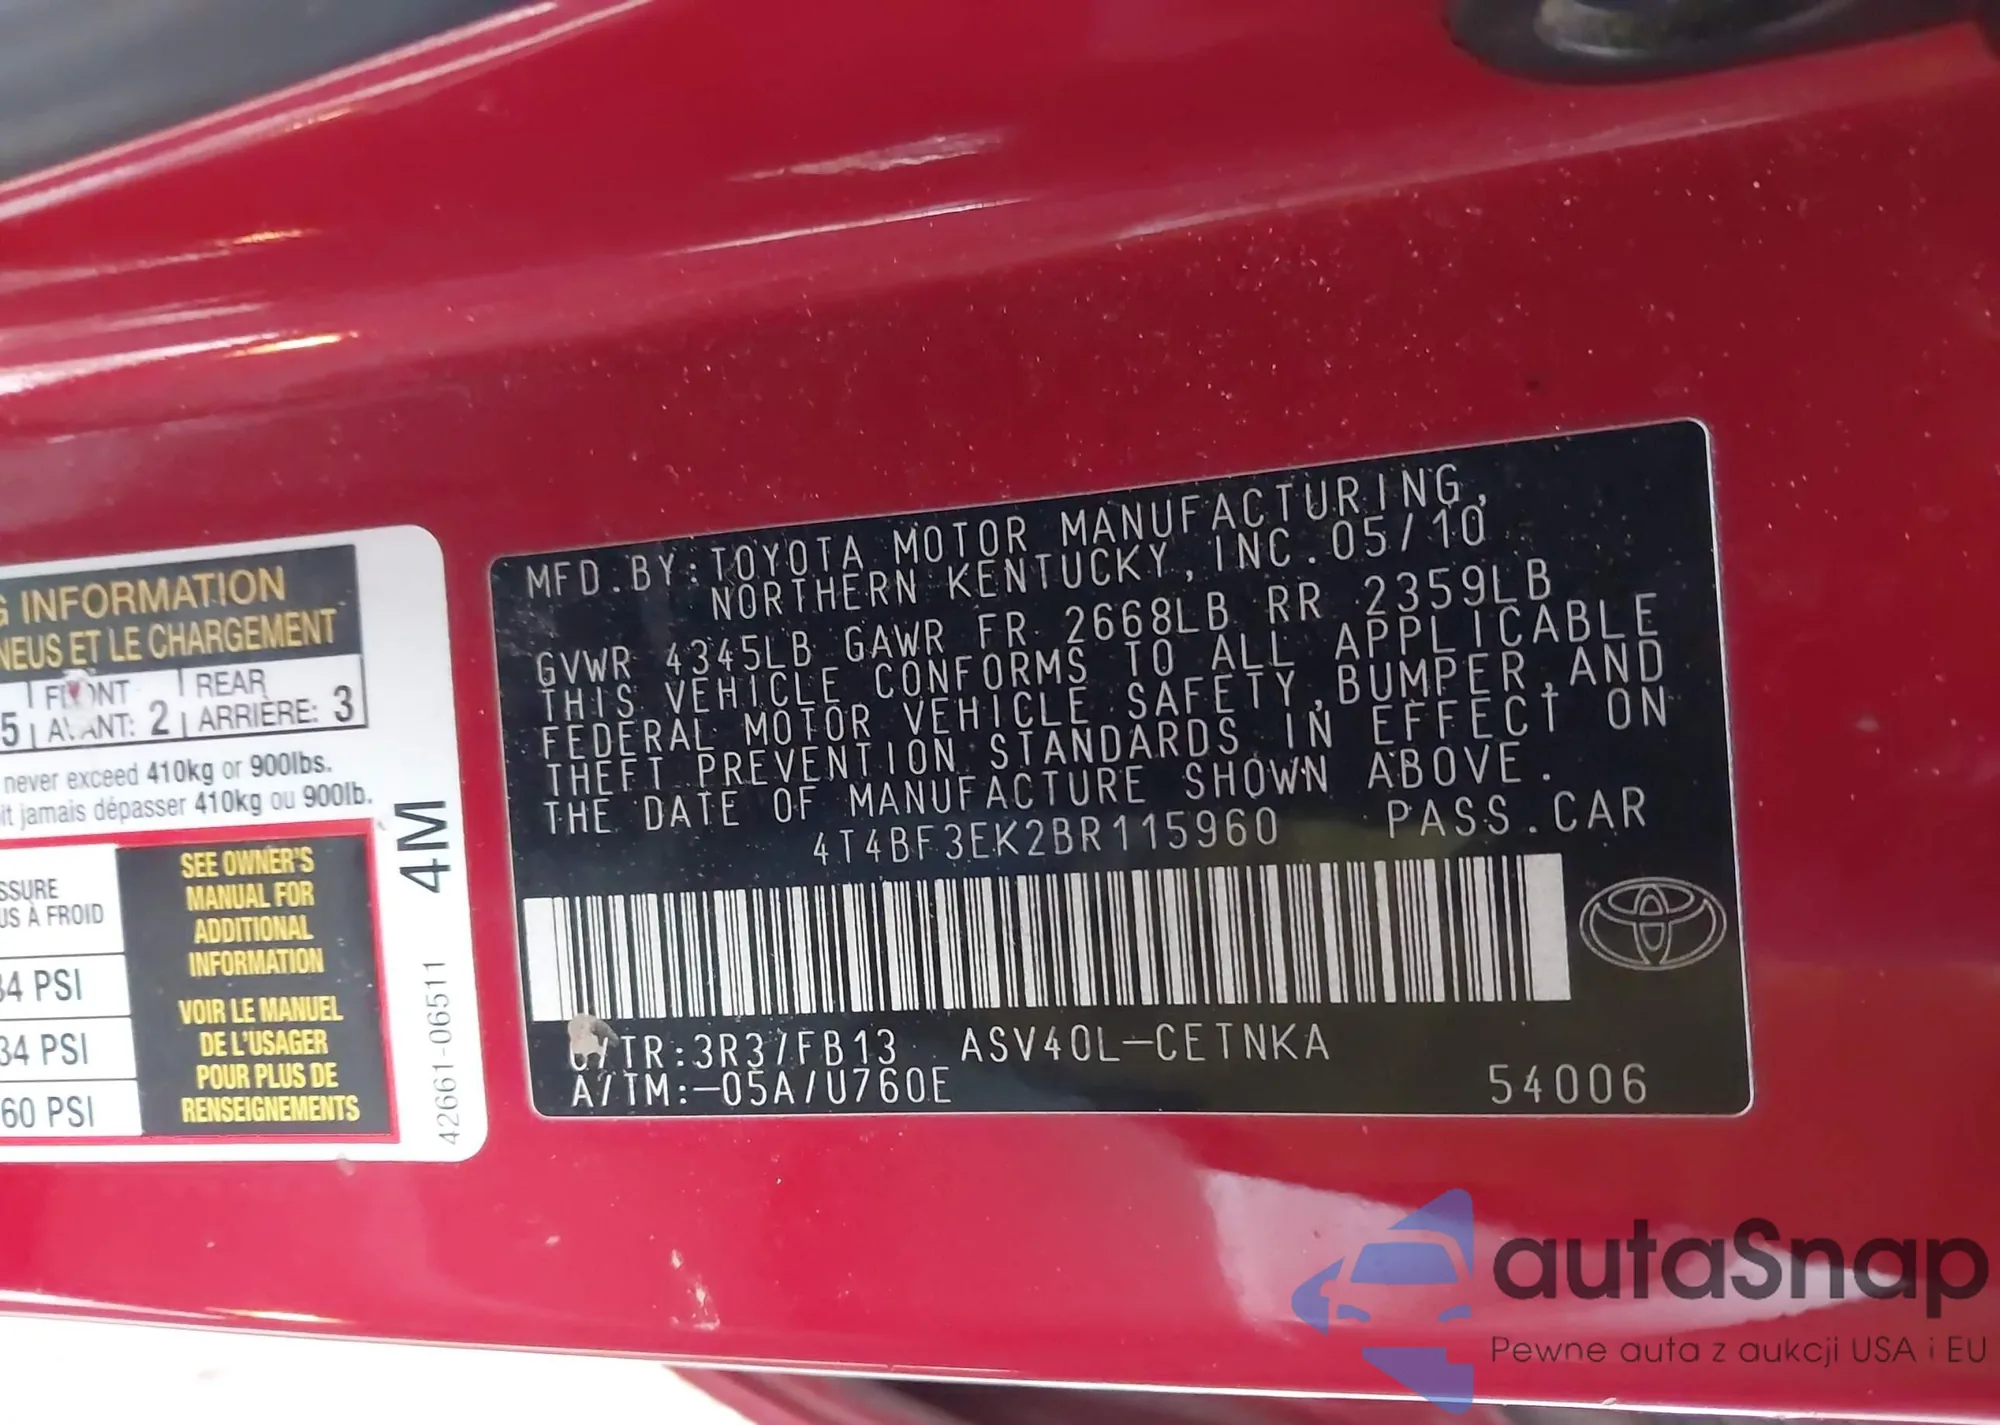 G INFORMATION
NEUS ET LE CHARGEMENT
FRONT REAR
5 AVANT: 2 ARRIÈRE: 3
never exceed 410kg or 900lbs.
it jamais dépasser 410kg ou 900lb.
SSURE
US À FROID
34 PSI
34 PSI
60 PSI
SEE OWNER'S
MANUAL FOR
ADDITIONAL
INFORMATION
VOIR LE MANUEL
DE L'USAGER
POUR PLUS DE
RENSEIGNEMENTS
4M
42661-06511
MFD.BY:TOYOTA MOTOR MANUFACTURING,
NORTHERN KENTUCKY,INC.05/10
GVWR 4345LB GAWR FR 2668LB RR 2359LB
THIS VEHICLE CONFORMS TO ALL APPLICABLE
FEDERAL MOTOR VEHICLE SAFETY,BUMPER,AND
THEFT PREVENTION STANDARDS IN EFFECT ON
THE DATE OF MANUFACTURE SHOWN ABOVE.
4T4BF3EK2BR115960 PASS.CAR
/TR:3R3/FB13 ASV40L-CETNKA
A/TM:-05A/U760E
54006
autaSnap
Pewne auta z aukcji USA i EU